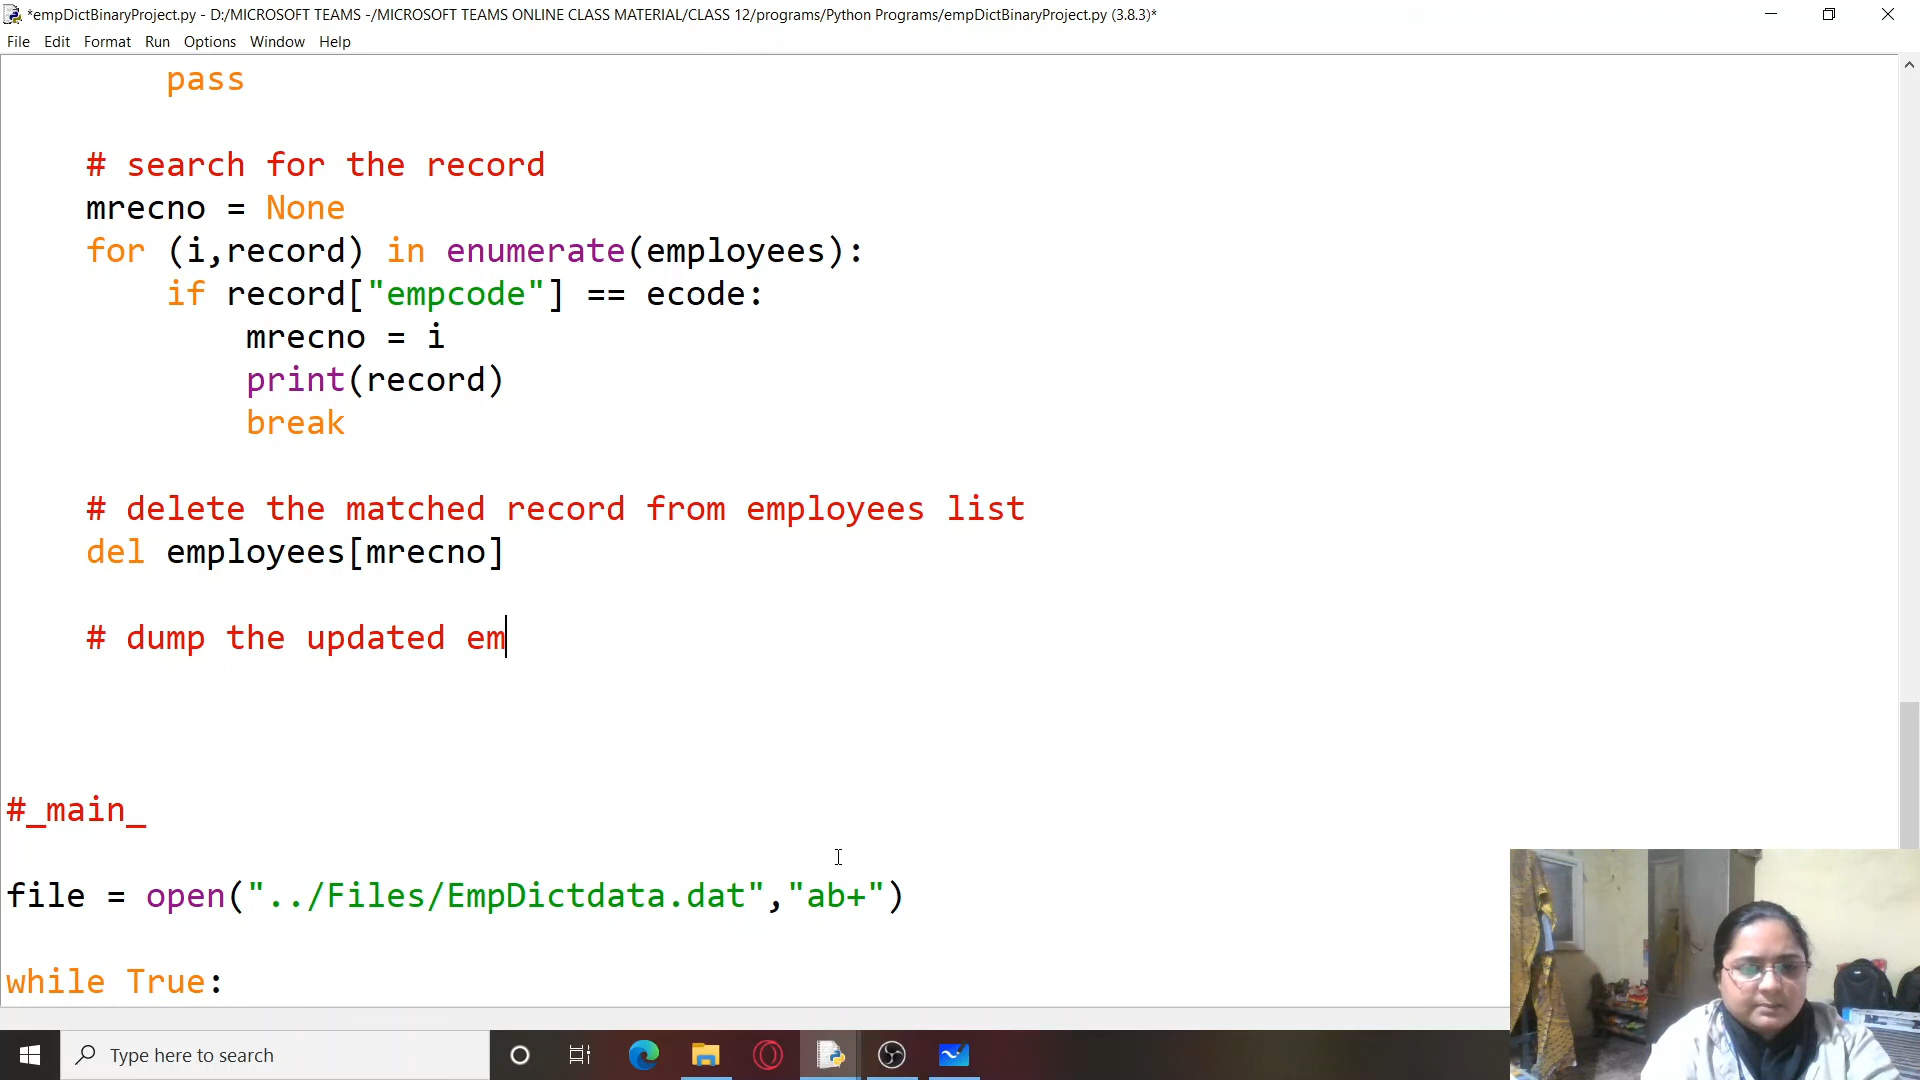 *empDictBinaryProject.py - D:/MICROSOFT TEAMS -/MICROSOFT TEAMS ONLINE CLASS MATERIAL/CLASS 12/programs/Python Programs/empDictBinaryProject.py (3.8.3)*
File Edit Format Run Options Window Help
pass
# search for the record
mrecno = None
for (i,record) in enumerate(employees):
if record["empcode"] == ecode:
mrecno = i
print(record)
break
# delete the matched record from employees list
del employees[mrecno]
# dump the updated em
#_main_
file = open("../Files/EmpDictdata.dat","ab+")
while True:
Type here to search